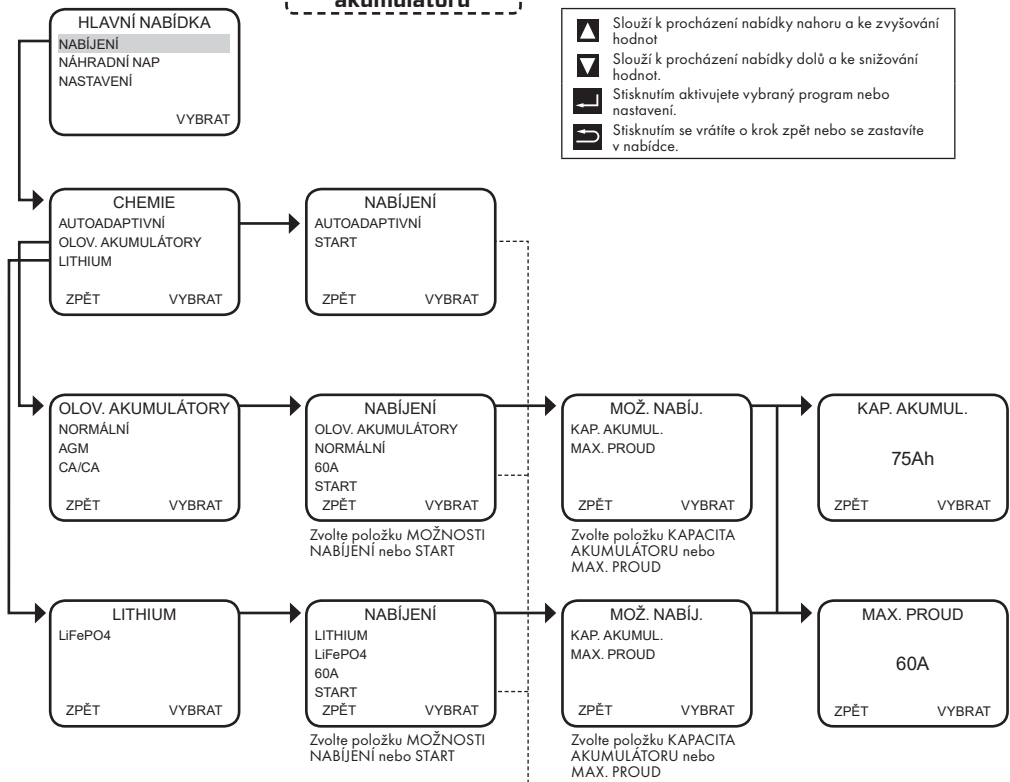 akumulátoru
HLAVNÍ NABÍDKA
NABÍJENÍ
NÁHRADNÍ NAP
NASTAVENÍ
VYBRAT
Slouží k procházení nabídky nahoru a ke zvyšování
hodnot
Slouží k procházení nabídky dolů a ke snižování
hodnot.
Stisknutím aktivujete vybraný program nebo
nastavení.
Stisknutím se vrátíte o krok zpět nebo se zastavíte
v nabídce.
CHEMIE
AUTOADAPTIVNÍ
OLOV. AKUMULÁTORY
LITHIUM
ZPĚT VYBRAT
NABÍJENÍ
AUTOADAPTIVNÍ
START
ZPĚT VYBRAT
OLOV. AKUMULÁTORY
NORMÁLNÍ
AGM
CA/CA
ZPĚT VYBRAT
NABÍJENÍ
OLOV. AKUMULÁTORY
NORMÁLNÍ
60A
START
ZPĚT VYBRAT
Zvolte položku MOŽNOSTI
NABÍJENÍ nebo START
MOŽ. NABÍJ.
KAP. AKUMUL.
MAX. PROUD
ZPĚT VYBRAT
Zvolte položku KAPACITA
AKUMULÁTORU nebo
MAX. PROUD
KAP. AKUMUL.
75Ah
ZPĚT VYBRAT
LITHIUM
LiFePO4
ZPĚT VYBRAT
NABÍJENÍ
LITHIUM
LiFePO4
60A
START
ZPĚT VYBRAT
Zvolte položku MOŽNOSTI
NABÍJENÍ nebo START
MOŽ. NABÍJ.
KAP. AKUMUL.
MAX. PROUD
ZPĚT VYBRAT
Zvolte položku KAPACITA
AKUMULÁTORU nebo
MAX. PROUD
MAX. PROUD
60A
ZPĚT VYBRAT